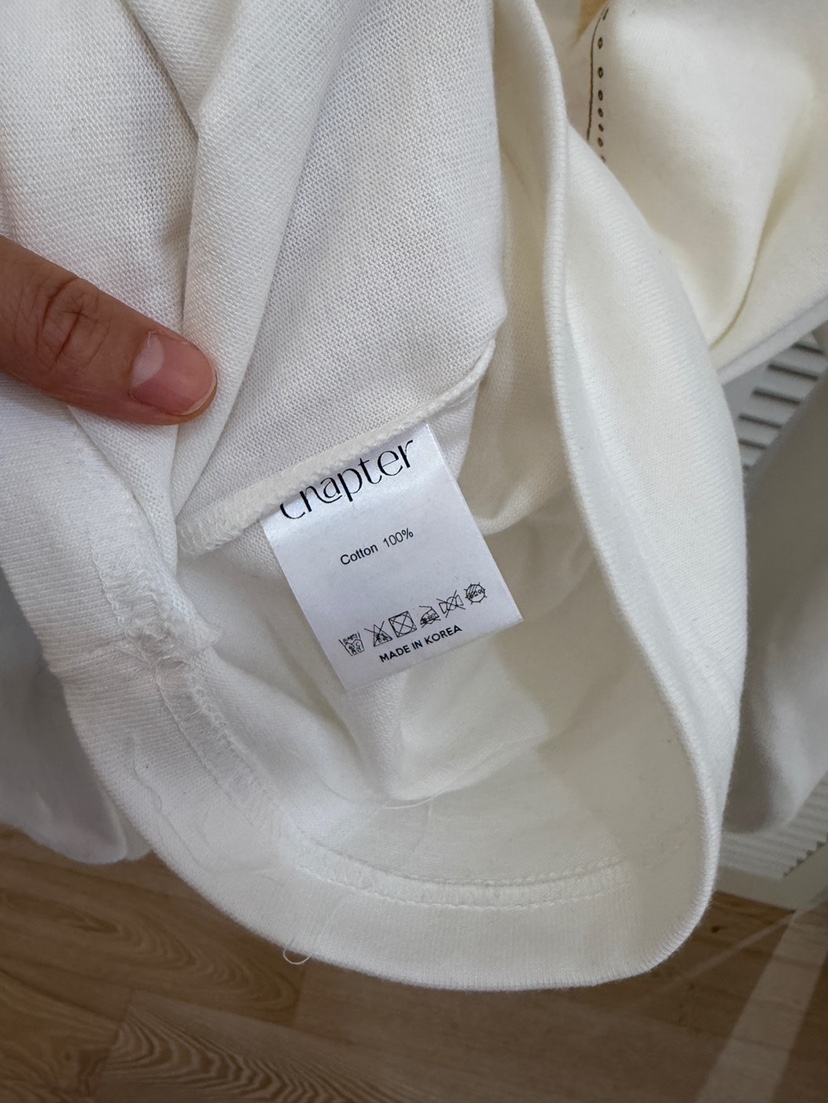 chapter
Cotton 100%
MADE IN KOREA